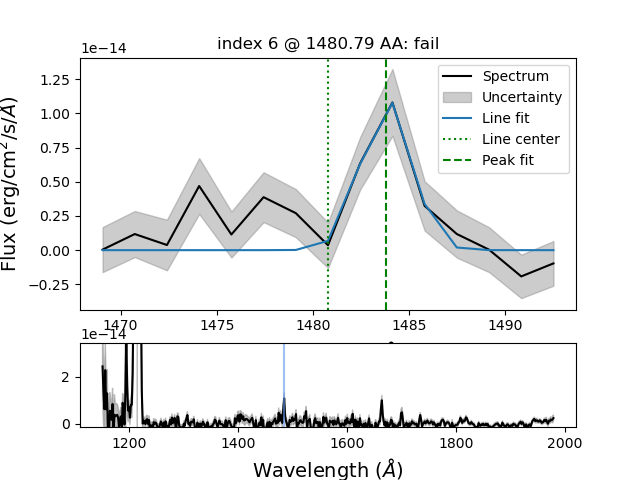 index 6 @ 1480.79 AA: fail
1e−14
Flux (erg/cm²/s/Å)
1.25
1.00
0.75
0.50
0.25
0.00
−0.25
Spectrum
Uncertainty
Line fit
Line center
Peak fit
1470 1475 1480 1485 1490
1e−14
2
0
1200 1400 1600 1800 2000
Wavelength (Å)